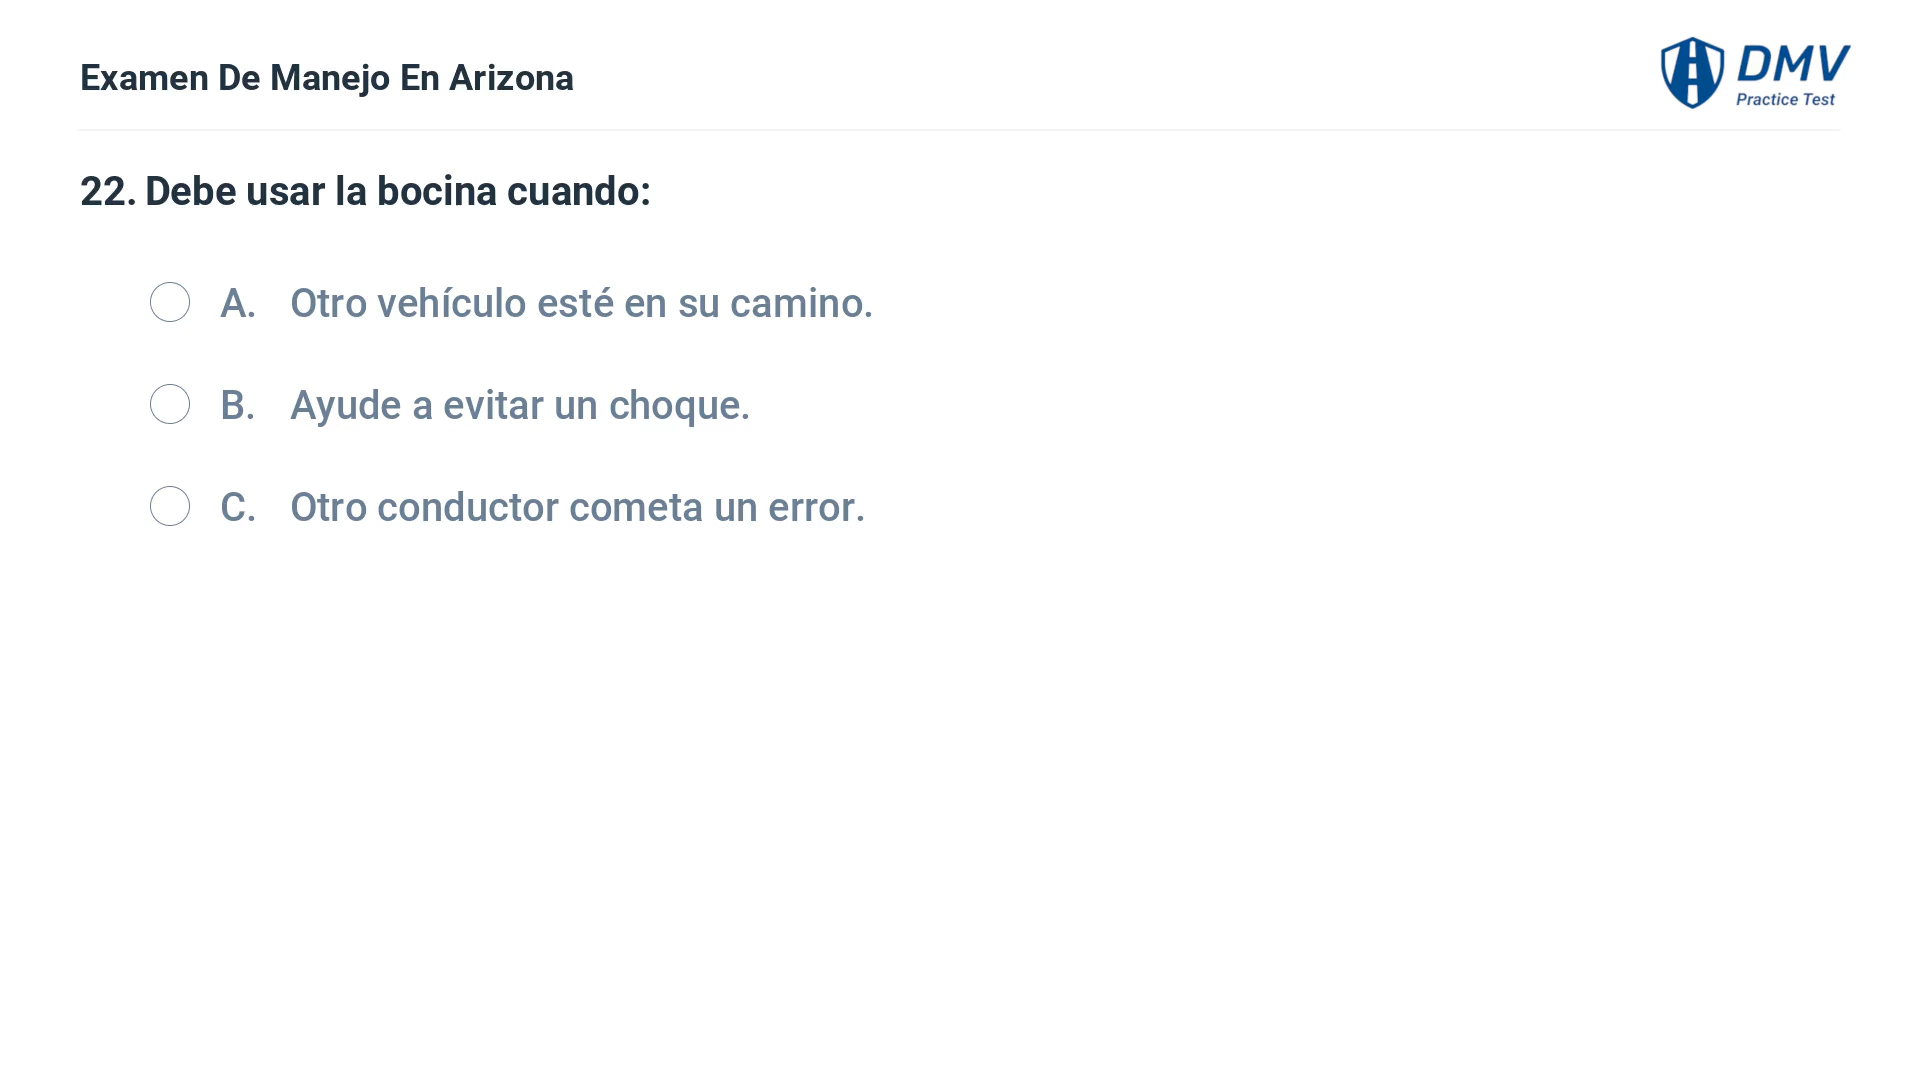 Examen De Manejo En Arizona
DMV
Practice Test
22. Debe usar la bocina cuando:
A. Otro vehículo esté en su camino.
B. Ayude a evitar un choque.
C. Otro conductor cometa un error.